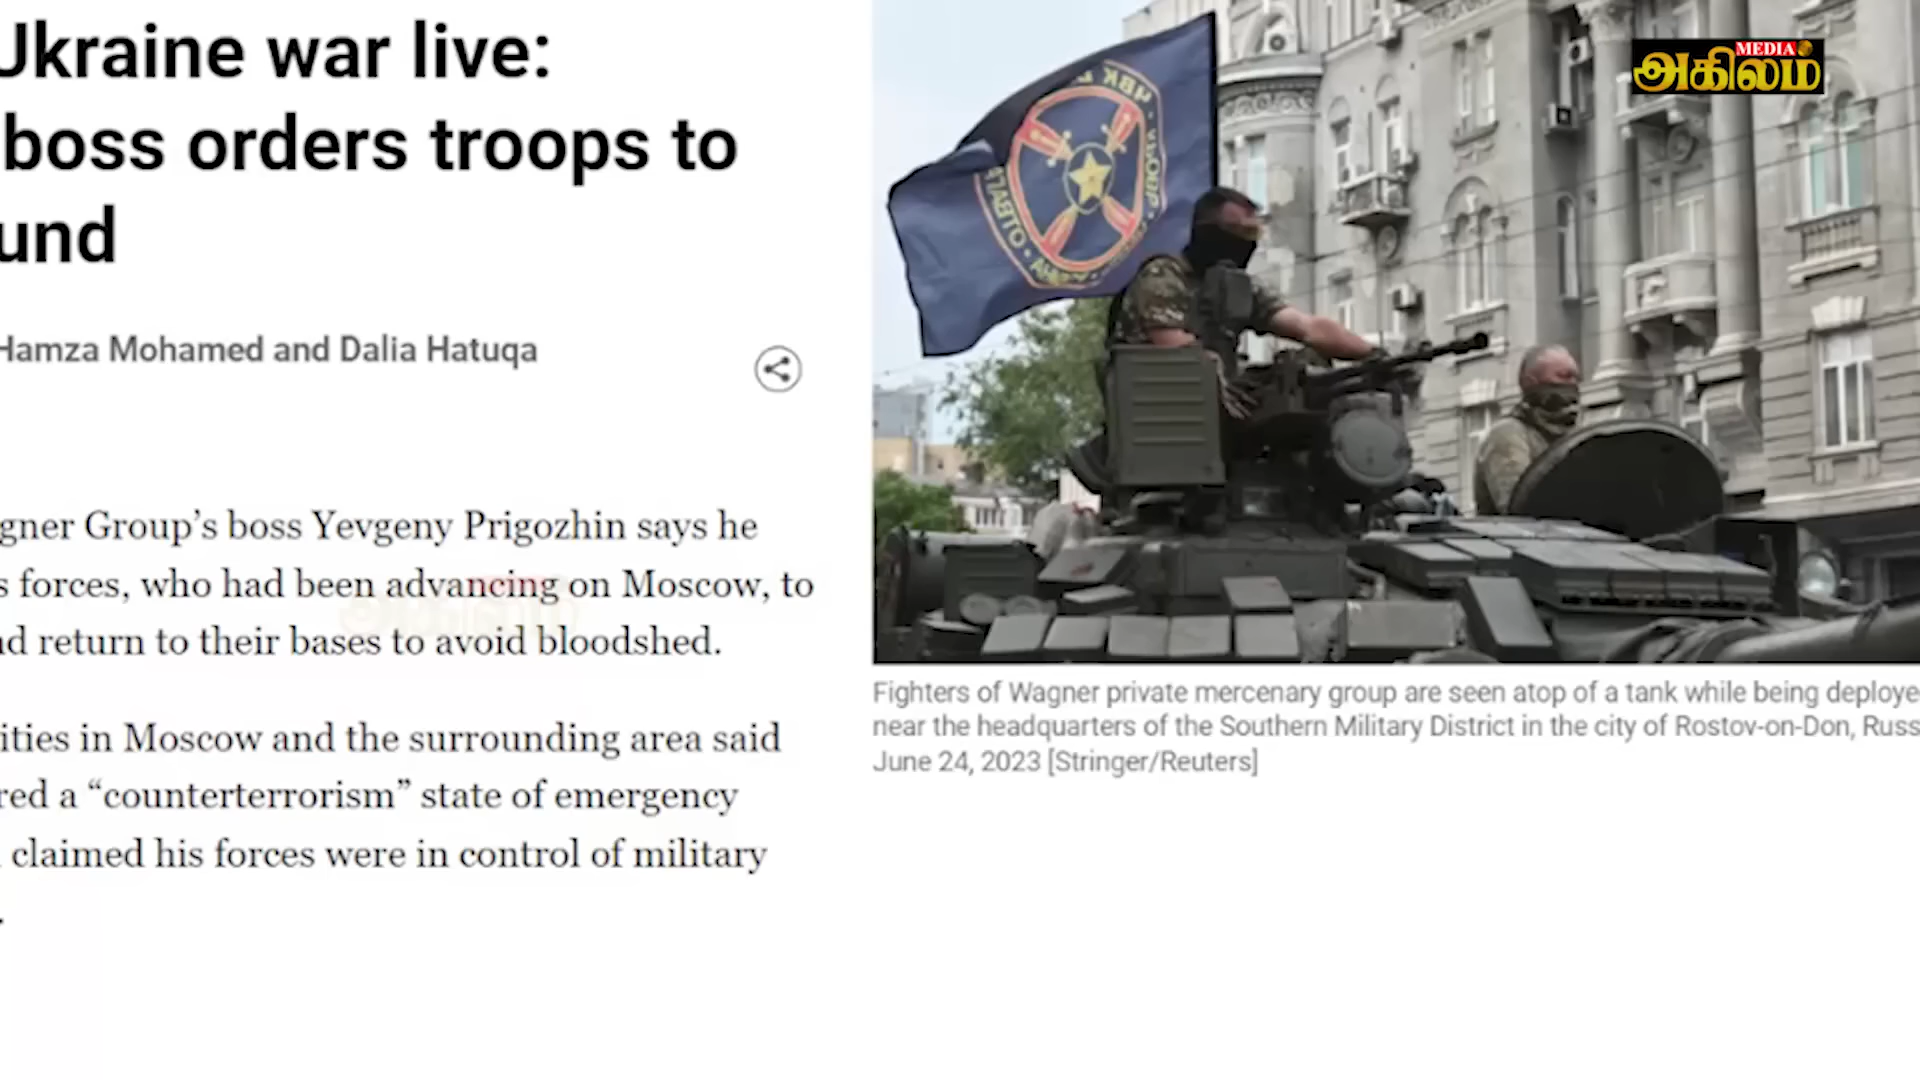 Ukraine war live:
boss orders troops to
und
Hamza Mohamed and Dalia Hatuqa
gner Group’s boss Yevgeny Prigozhin says he
s forces, who had been advancing on Moscow, to
nd return to their bases to avoid bloodshed.
ities in Moscow and the surrounding area said
red a “counterterrorism” state of emergency
claimed his forces were in control of military
MEDIA
அகிலம்
Fighters of Wagner private mercenary group are seen atop of a tank while being deploye
near the headquarters of the Southern Military District in the city of Rostov-on-Don, Russ
June 24, 2023 [Stringer/Reuters]